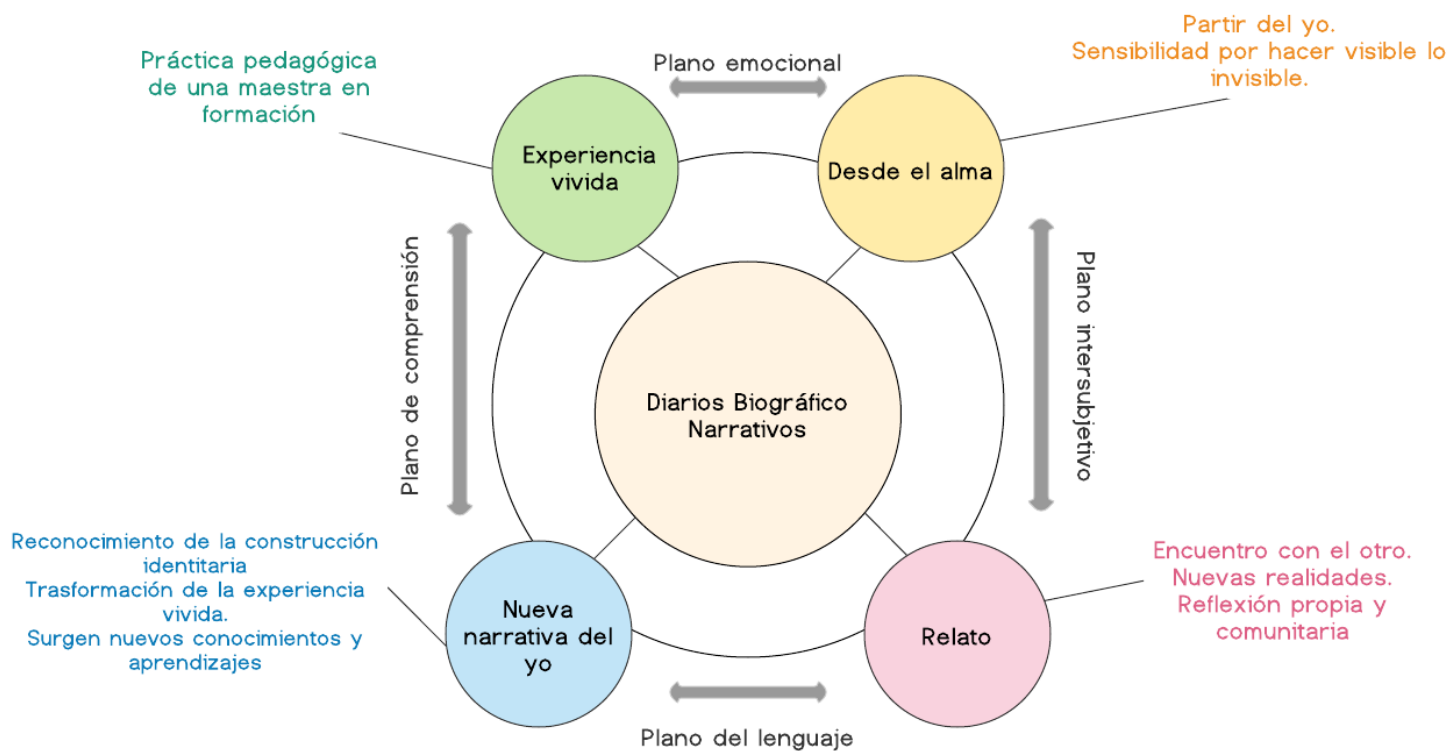 Práctica pedagógica
de una maestra en
formación
Plano emocional
Partir del yo.
Sensibilidad por hacer visible lo
invisible.
Experiencia
vivida
Desde el alma
Plano de comprensión
Plano intersubjetivo
Diarios Biográfico
Narrativos
Reconocimiento de la construcción
identitaria
Trasformación de la experiencia
vivida.
Surgen nuevos conocimientos y
aprendizajes
Nueva
narrativa del
yo
Relato
Encuentro con el otro.
Nuevas realidades.
Reflexión propia y
comunitaria
Plano del lenguaje